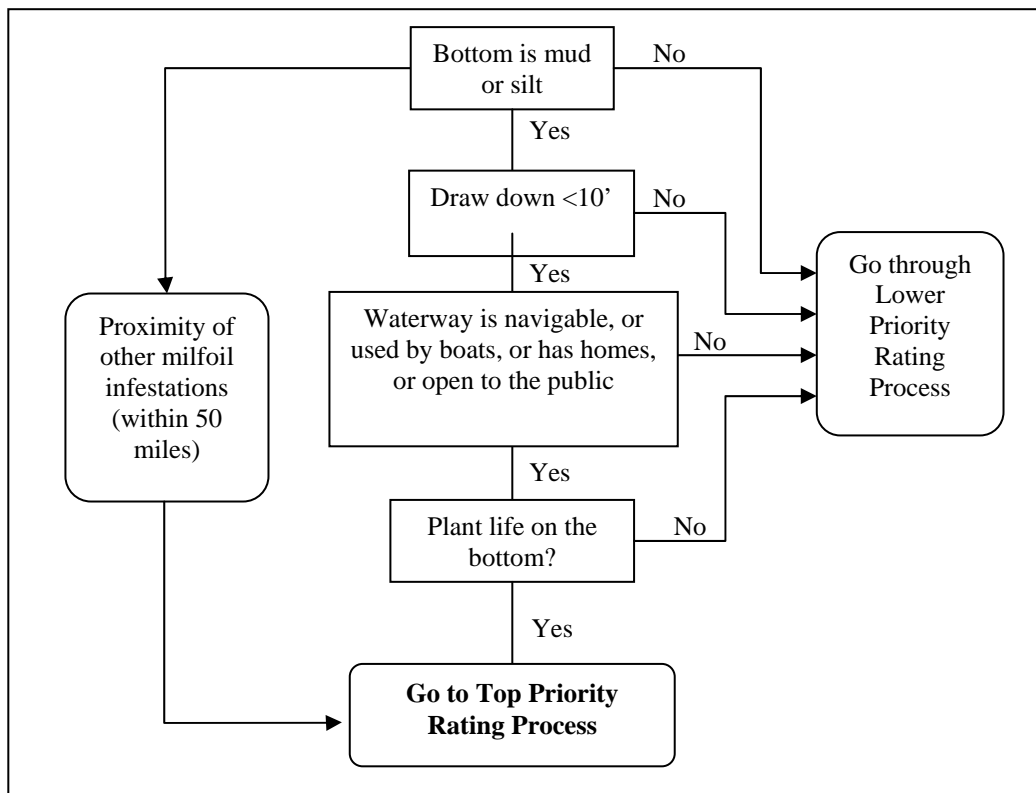 Bottom is mud
or silt
No
Yes
Draw down <10’
No
Yes
Waterway is navigable, or
used by boats, or has homes,
or open to the public
No
Yes
Plant life on the
bottom?
No
Yes
Go to Top Priority
Rating Process
Proximity of
other milfoil
infestations
(within 50
miles)
Go through
Lower
Priority
Rating
Process